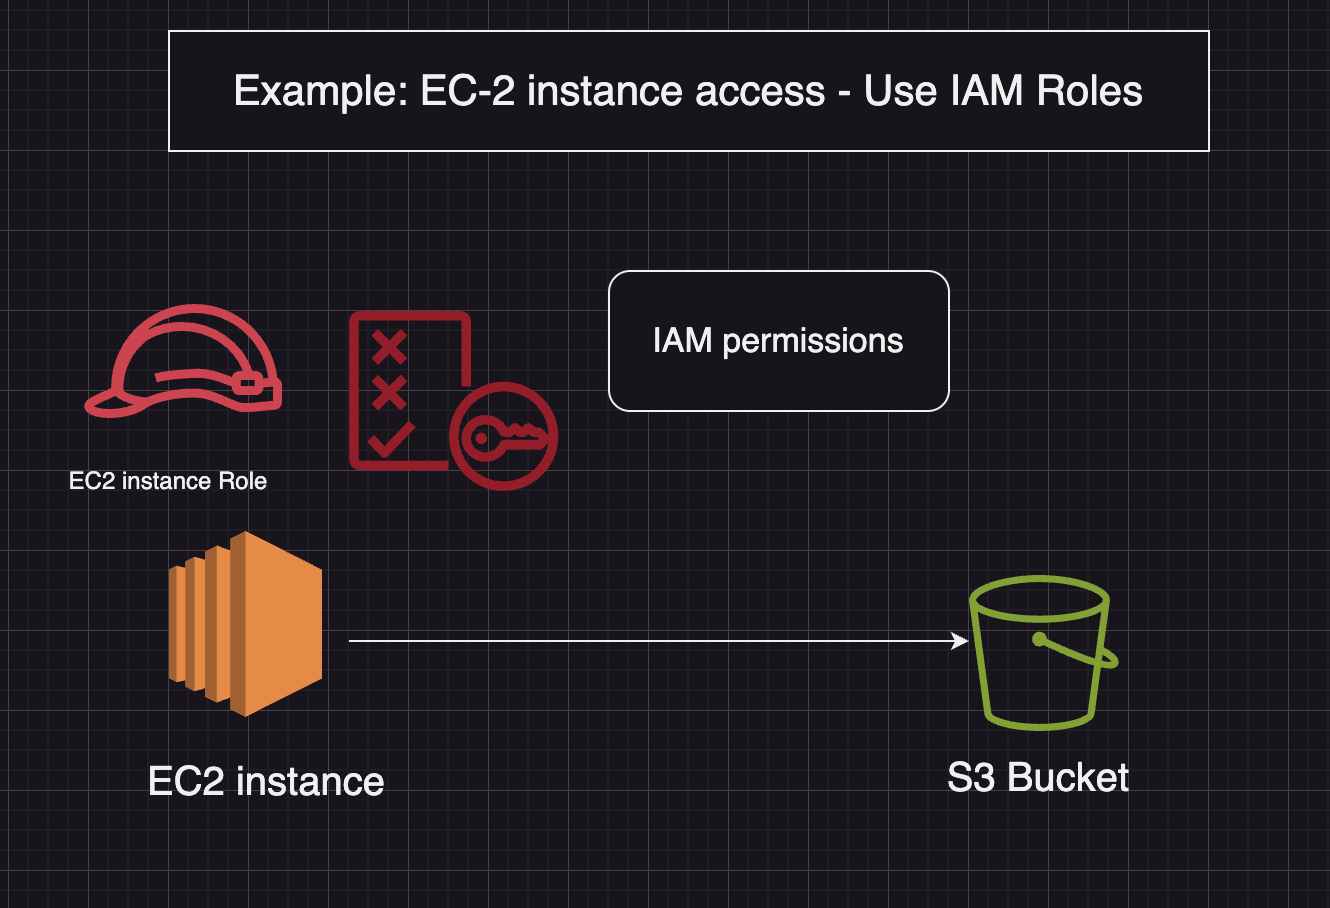 Example: EC-2 instance access - Use IAM Roles
IAM permissions
EC2 instance Role
EC2 instance
S3 Bucket